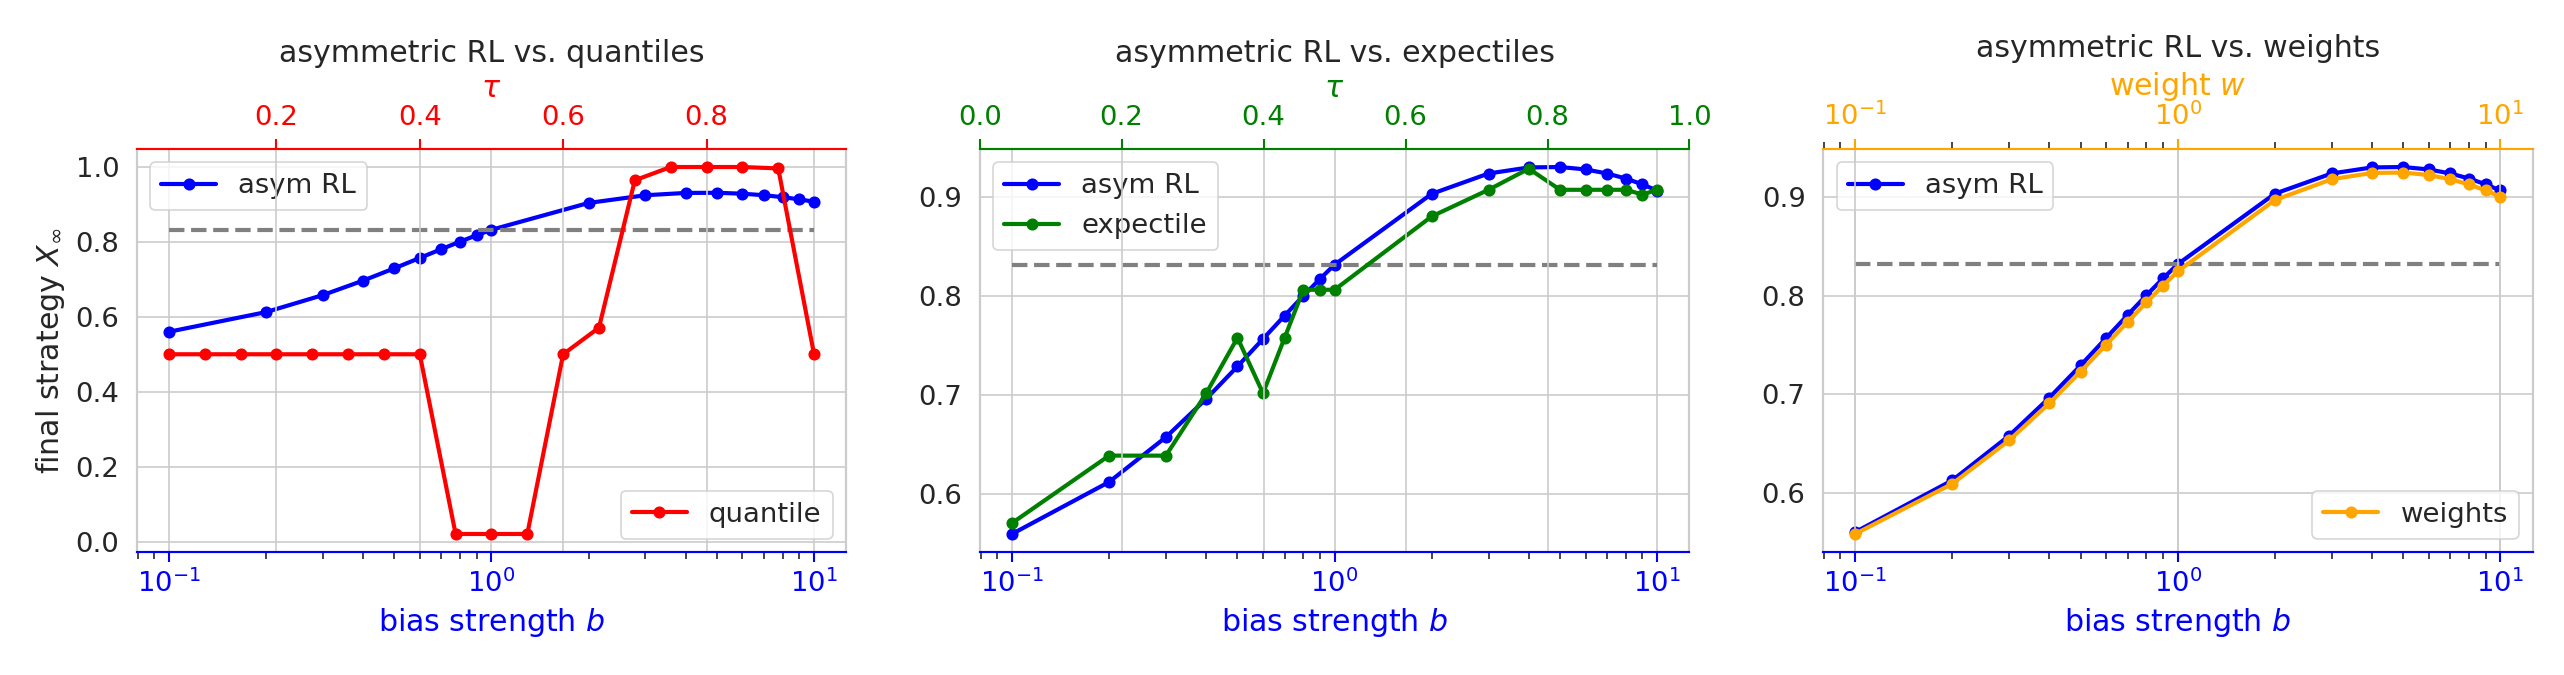 asymmetric RL vs. quantiles
τ
0.2 0.4 0.6 0.8
1.0
0.8
0.6
0.4
0.2
0.0
final strategy X∞
asym RL
quantile
10⁻¹ 10⁰ 10¹
bias strength b
asymmetric RL vs. expectiles
τ
0.0 0.2 0.4 0.6 0.8 1.0
0.9
0.8
0.7
0.6
asym RL
expectile
10⁻¹ 10⁰ 10¹
bias strength b
asymmetric RL vs. weights
weight w
10⁻¹ 10⁰ 10¹
0.9
0.8
0.7
0.6
asym RL
weights
10⁻¹ 10⁰ 10¹
bias strength b